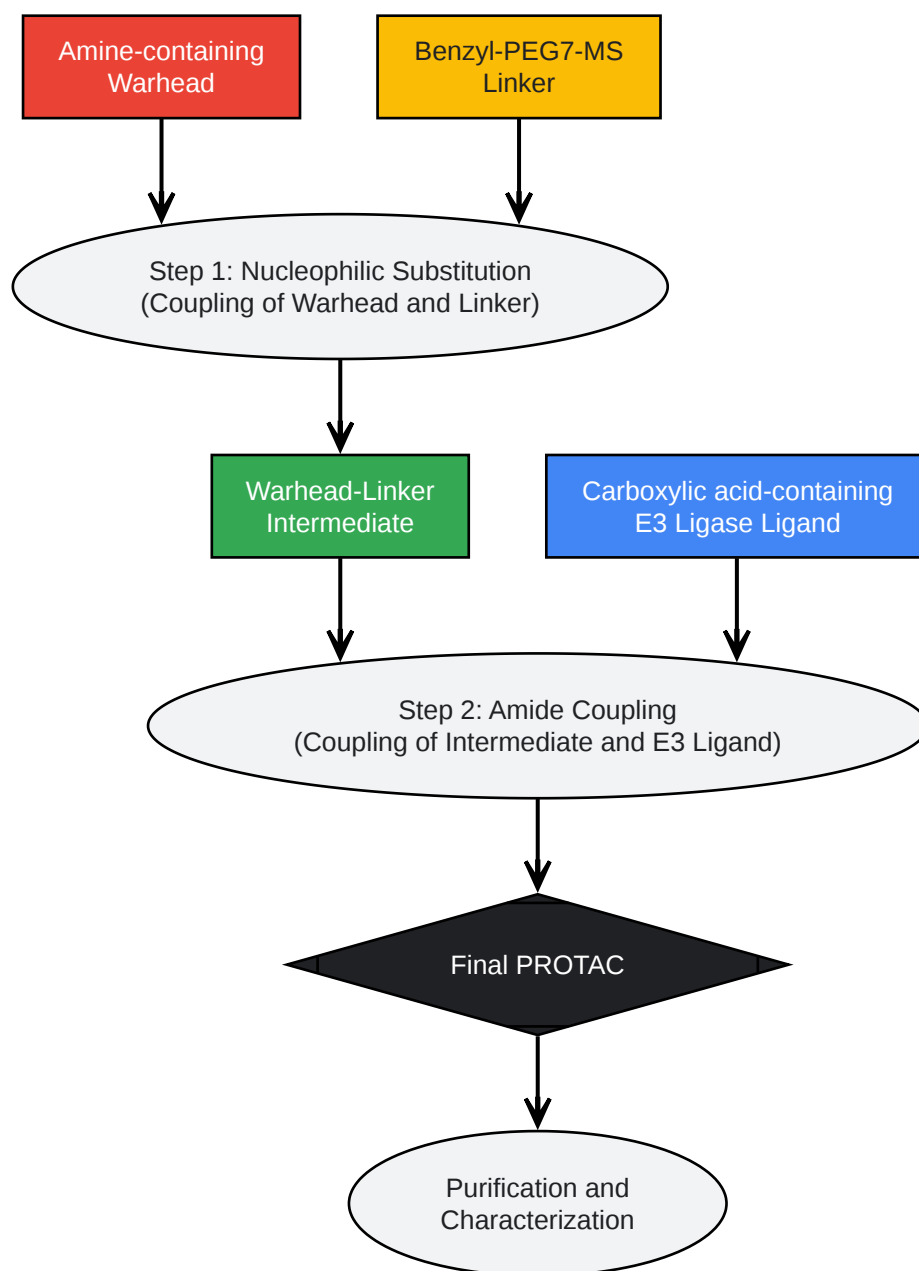 Amine-containing
Warhead
Benzyl-PEG7-MS
Linker
Step 1: Nucleophilic Substitution
(Coupling of Warhead and Linker)
Warhead-Linker
Intermediate
Carboxylic acid-containing
E3 Ligase Ligand
Step 2: Amide Coupling
(Coupling of Intermediate and E3 Ligand)
Final PROTAC
Purification and
Characterization